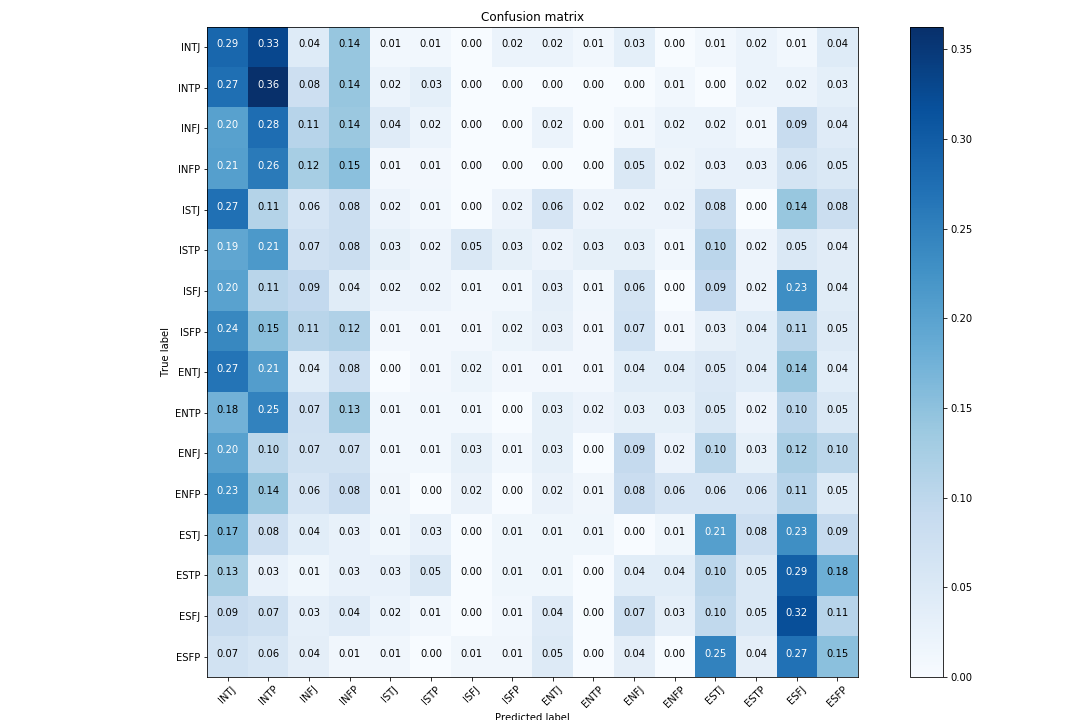 Confusion matrix
INTJ 0.29 0.33 0.04 0.14 0.01 0.01 0.00 0.02 0.02 0.01 0.03 0.00 0.01 0.02 0.01 0.04
INTP 0.27 0.36 0.08 0.14 0.02 0.03 0.00 0.00 0.00 0.00 0.00 0.01 0.00 0.02 0.02 0.03
INFJ 0.20 0.28 0.11 0.14 0.04 0.02 0.00 0.00 0.02 0.00 0.01 0.02 0.02 0.01 0.09 0.04
INFP 0.21 0.26 0.12 0.15 0.01 0.01 0.00 0.00 0.00 0.00 0.05 0.02 0.03 0.03 0.06 0.05
ISTJ 0.27 0.11 0.06 0.08 0.02 0.01 0.00 0.02 0.06 0.02 0.02 0.02 0.08 0.00 0.14 0.08
ISTP 0.19 0.21 0.07 0.08 0.03 0.02 0.05 0.03 0.02 0.03 0.03 0.01 0.10 0.02 0.05 0.04
ISFJ 0.20 0.11 0.09 0.04 0.02 0.02 0.01 0.01 0.03 0.01 0.06 0.00 0.09 0.02 0.23 0.04
ISFP 0.24 0.15 0.11 0.12 0.01 0.01 0.01 0.02 0.03 0.01 0.07 0.01 0.03 0.04 0.11 0.05
ENTJ 0.27 0.21 0.04 0.08 0.00 0.01 0.02 0.01 0.01 0.01 0.04 0.04 0.05 0.04 0.14 0.04
ENTP 0.18 0.25 0.07 0.13 0.01 0.01 0.01 0.00 0.03 0.02 0.03 0.03 0.05 0.02 0.10 0.05
ENFJ 0.20 0.10 0.07 0.07 0.01 0.01 0.03 0.01 0.03 0.00 0.09 0.02 0.10 0.03 0.12 0.10
ENFP 0.23 0.14 0.06 0.08 0.01 0.00 0.02 0.00 0.02 0.01 0.08 0.06 0.06 0.06 0.11 0.05
ESTJ 0.17 0.08 0.04 0.03 0.01 0.03 0.00 0.01 0.01 0.01 0.00 0.01 0.21 0.08 0.23 0.09
ESTP 0.13 0.03 0.01 0.03 0.03 0.05 0.00 0.01 0.01 0.00 0.04 0.04 0.10 0.05 0.29 0.18
ESFJ 0.09 0.07 0.03 0.04 0.02 0.01 0.00 0.01 0.04 0.00 0.07 0.03 0.10 0.05 0.32 0.11
ESFP 0.07 0.06 0.04 0.01 0.01 0.00 0.01 0.01 0.05 0.00 0.04 0.00 0.25 0.04 0.27 0.15
INTJ INTP INFJ INFP ISTJ ISTP ISFJ ISFP ENTJ ENTP ENFJ ENFP ESTJ ESTP ESFJ ESFP
True label
Predicted label
0.35
0.30
0.25
0.20
0.15
0.10
0.05
0.00